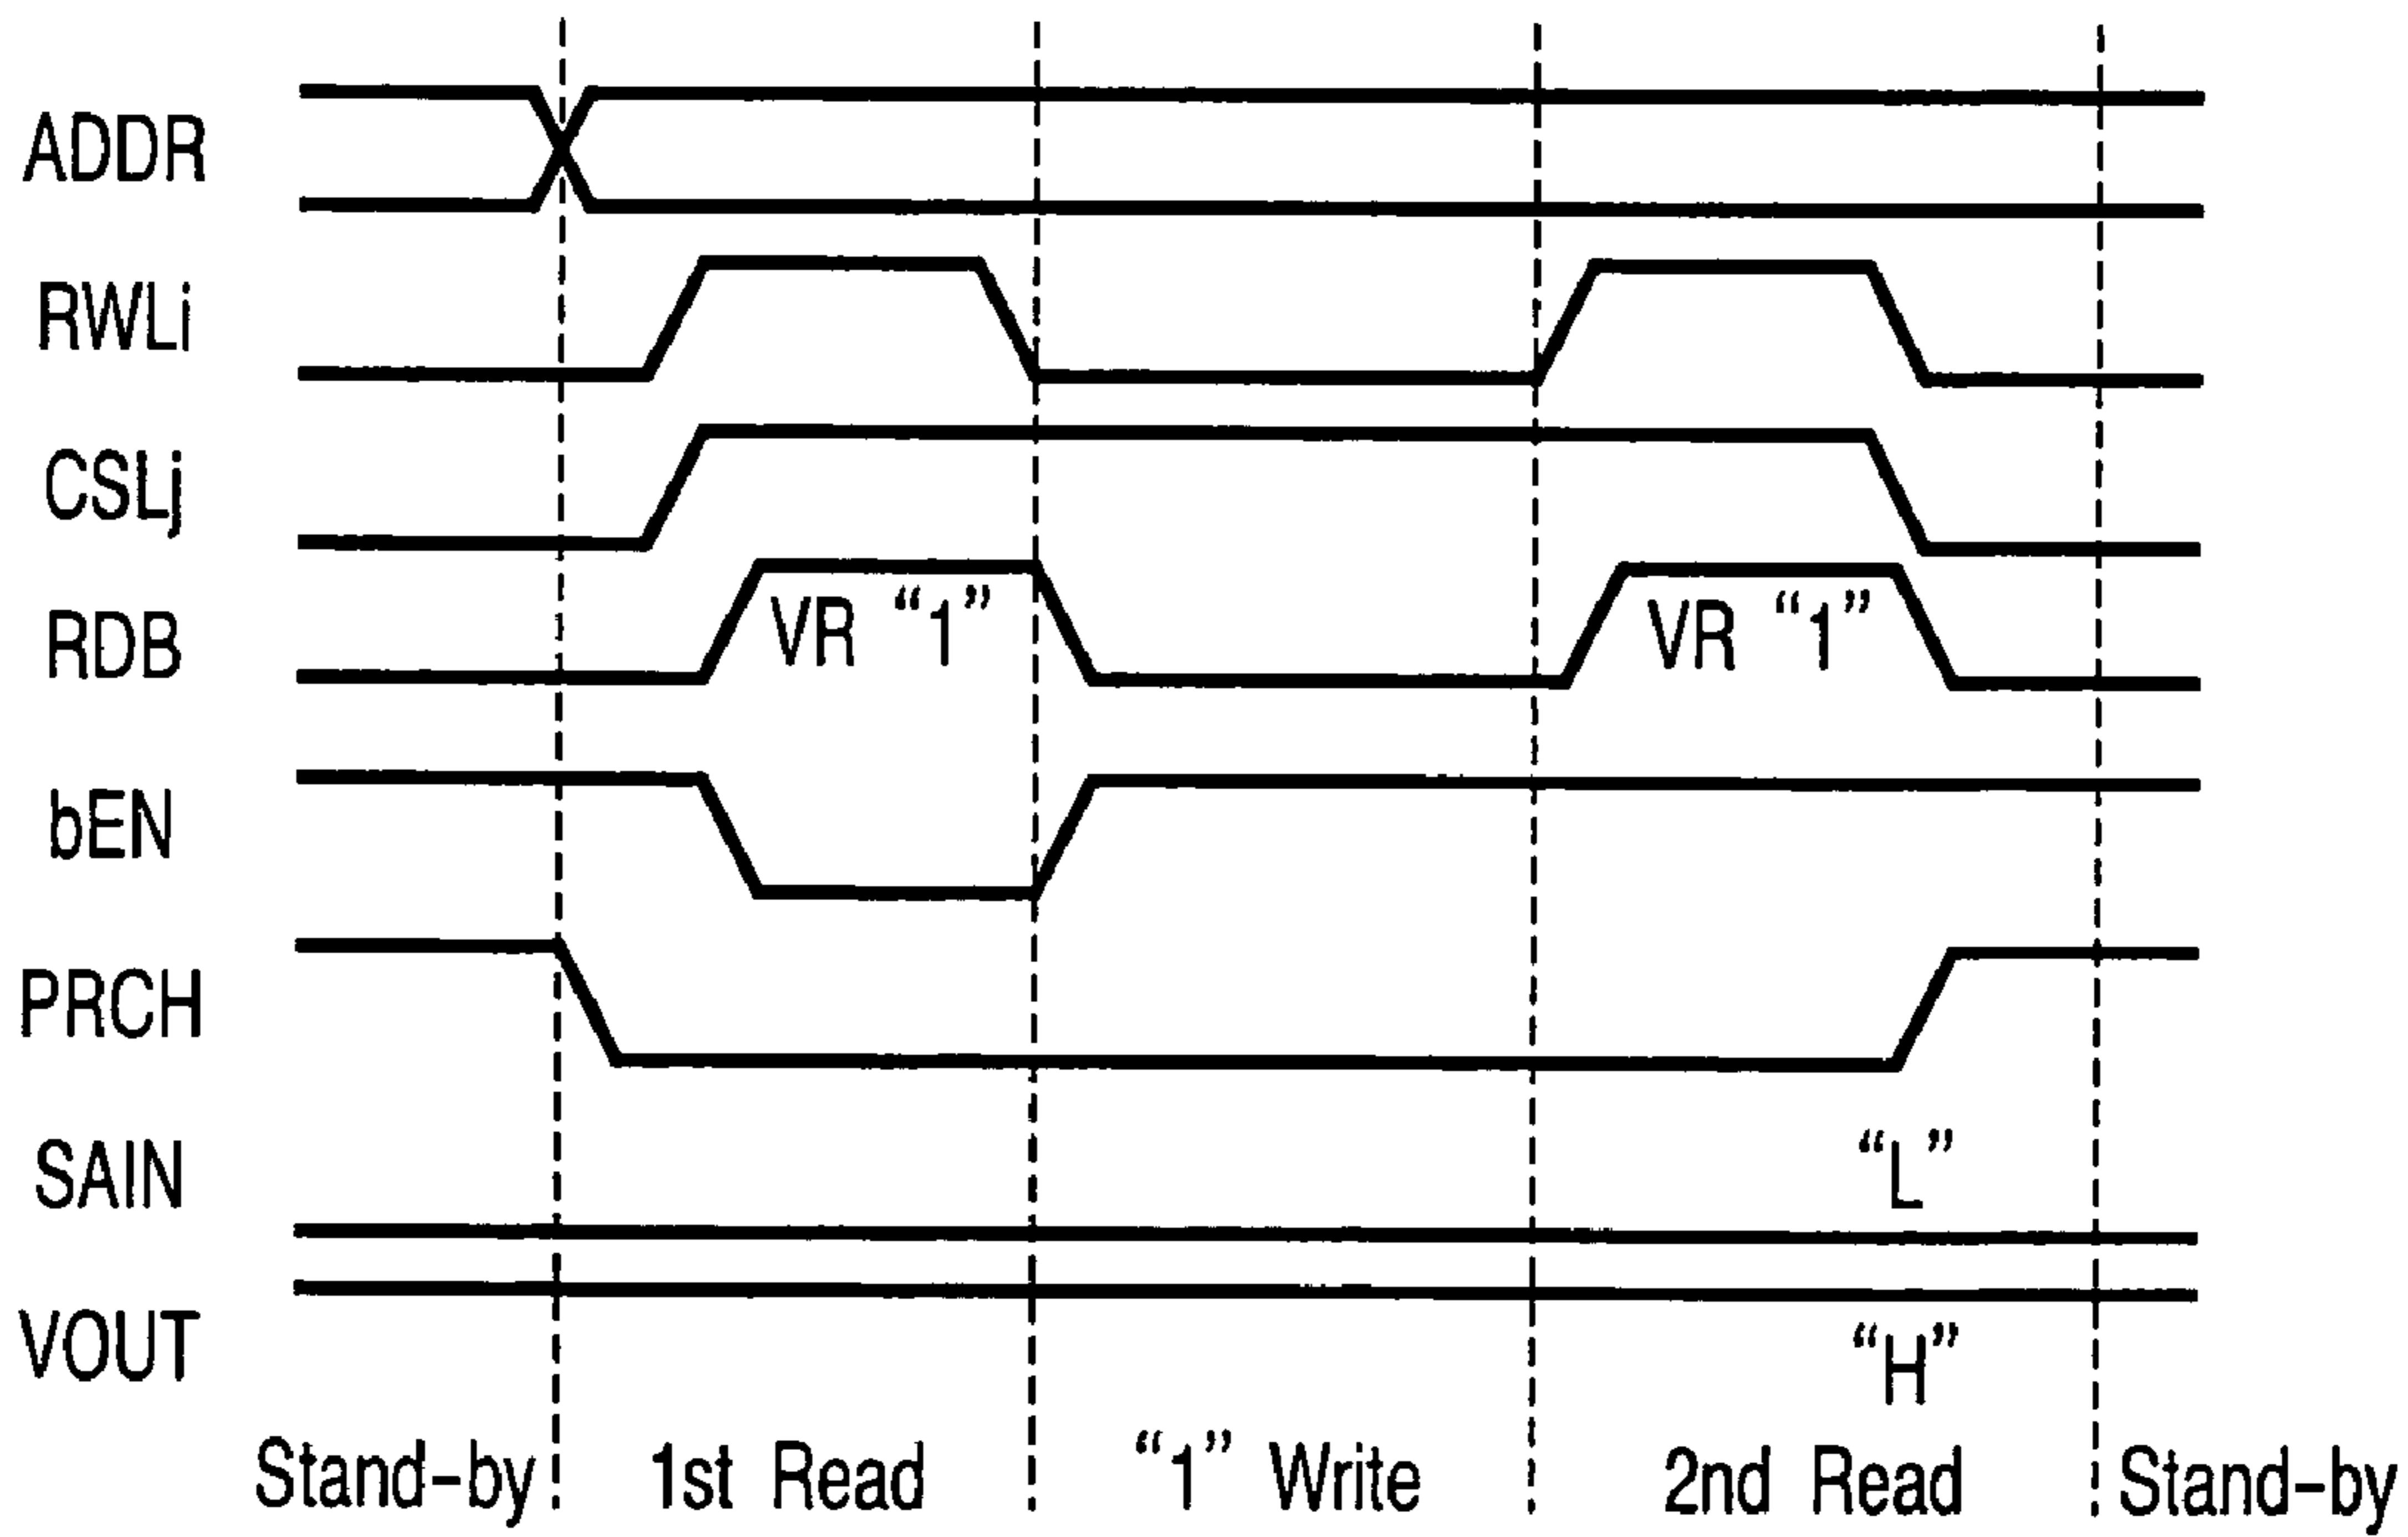 ADDR
RWLi
CSLj
RDB VR “1” VR “1”
bEN
PRCH
SAIN “L”
VOUT “H”
Stand-by 1st Read “1” Write 2nd Read Stand-by